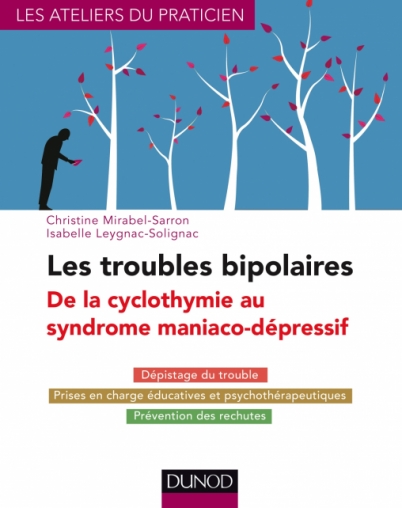 LES ATELIERS DU PRATICIEN
Christine Mirabel-Sarron
Isabelle Leygnac-Solignac
Les troubles bipolaires
De la cyclothymie au
syndrome maniaco-dépressif
Dépistage du trouble
Prises en charge éducatives et psychothérapeutiques
Prévention des rechutes
DUNOD